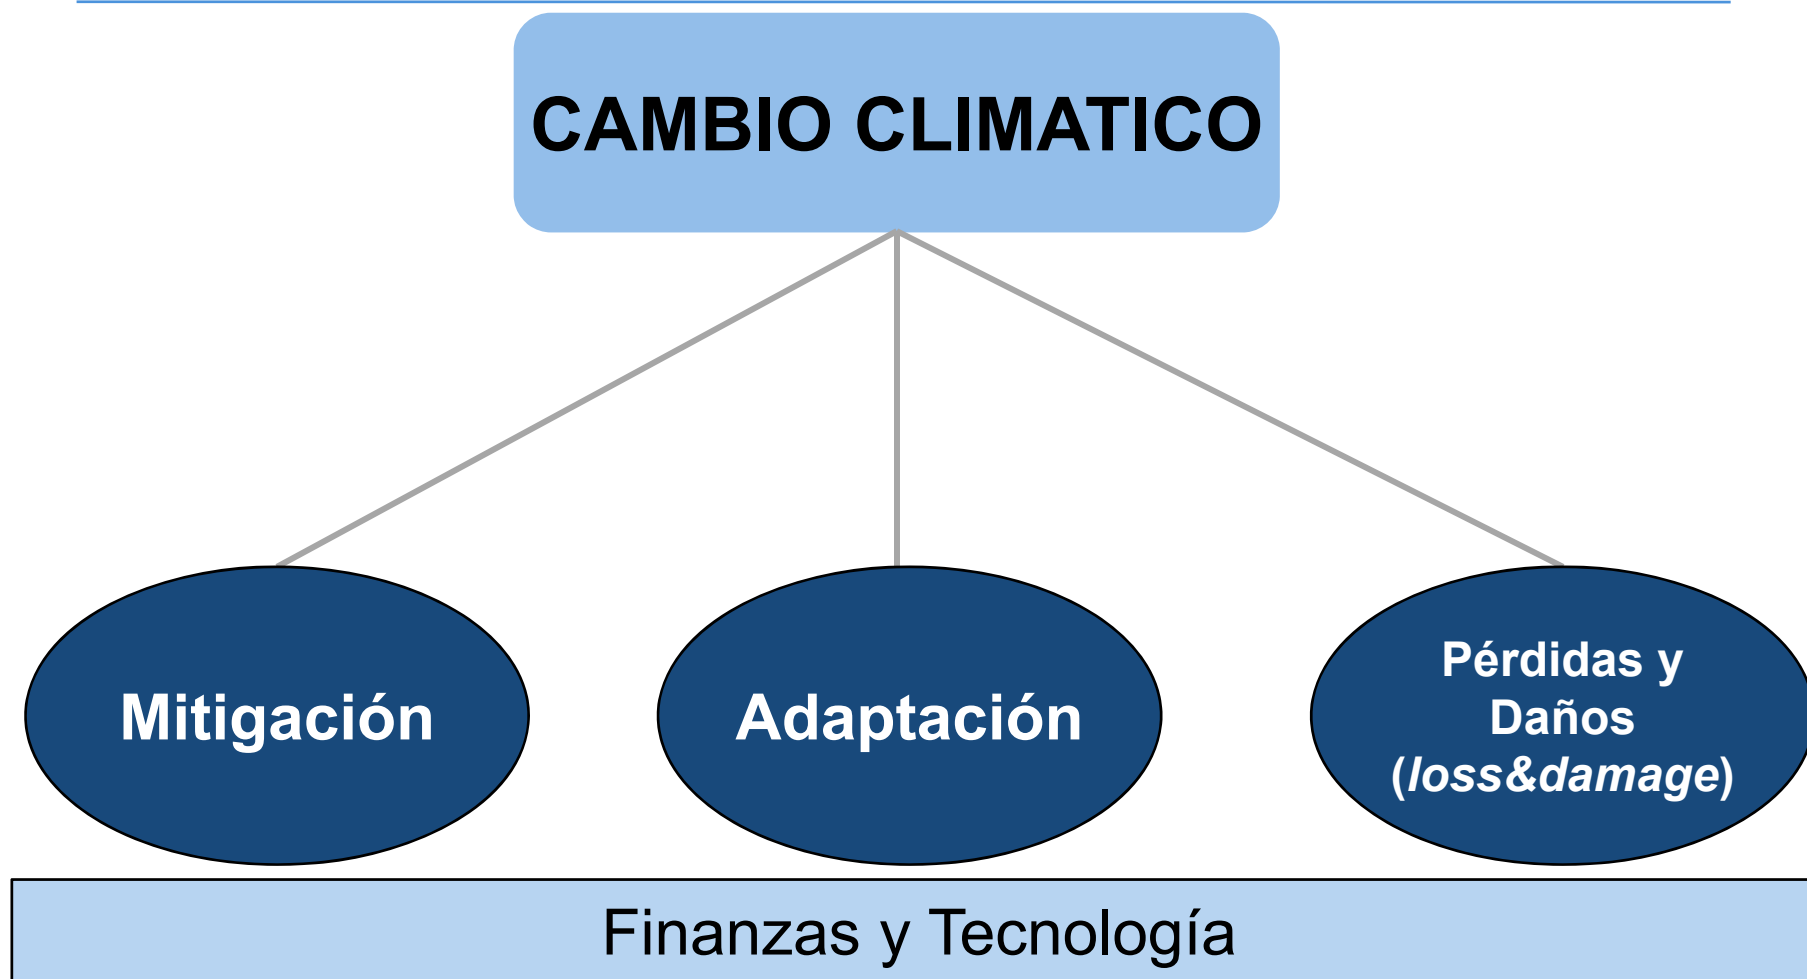 CAMBIO CLIMATICO
Mitigación
Adaptación
Pérdidas y
Daños
(loss&damage)
Finanzas y Tecnología